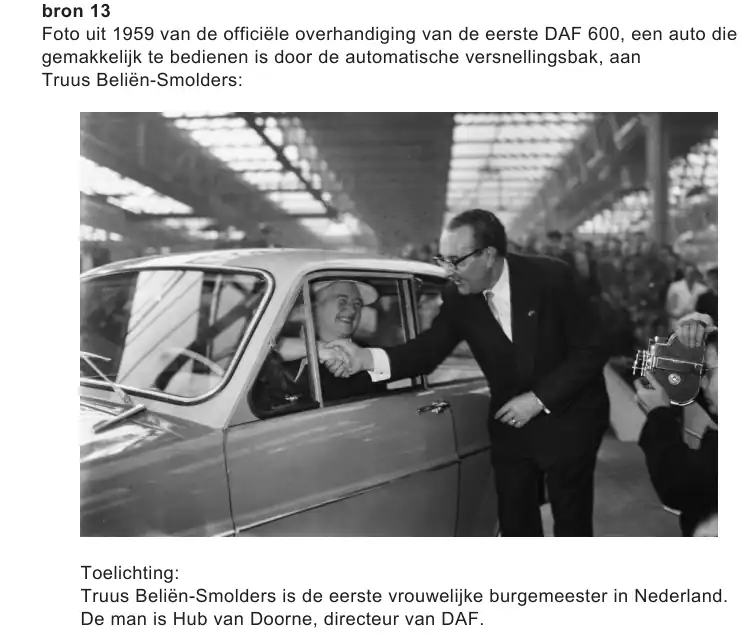 bron 13
Foto uit 1959 van de officiële overhandiging van de eerste DAF 600, een auto die
gemakkelijk te bedienen is door de automatische versnellingsbak, aan
Truus Beliën-Smolders:
Toelichting:
Truus Beliën-Smolders is de eerste vrouwelijke burgemeester in Nederland.
De man is Hub van Doorne, directeur van DAF.